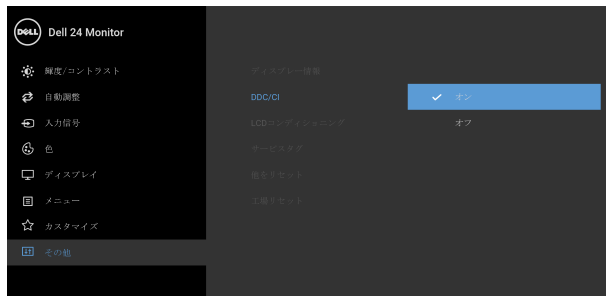 DELL
Dell 24 Monitor
輝度/コントラスト
自動調整
入力信号
色
ディスプレイ
メニュー
カスタマイズ
その他
ディスプレー情報
DDC/CI
LCDコンディショニング
サービスタグ
他をリセット
工場リセット
オン
オフ